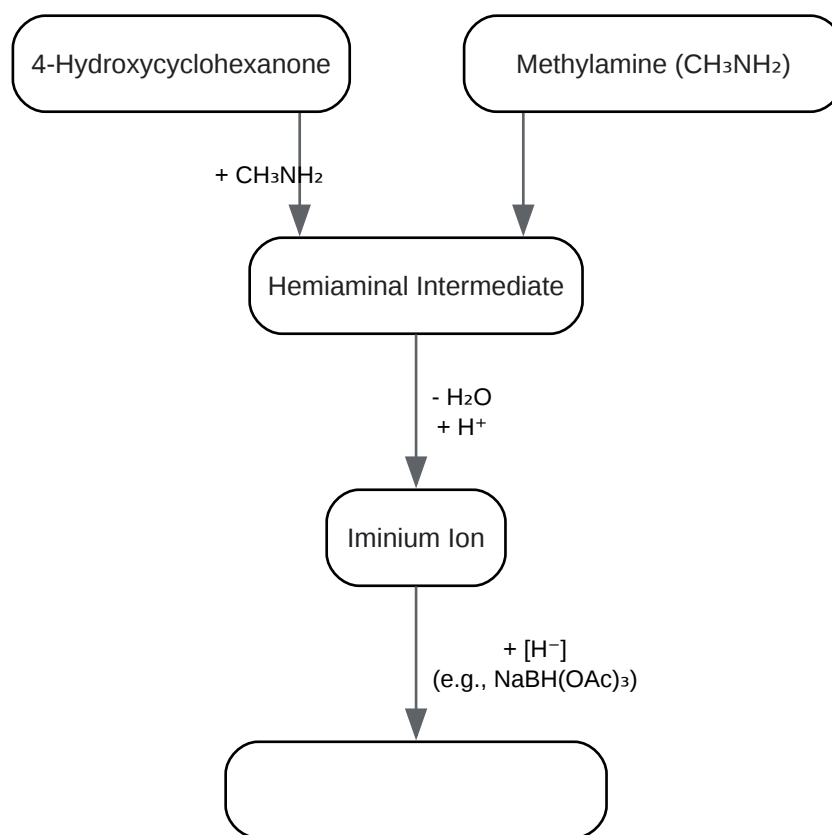 4-Hydroxycyclohexanone
Methylamine (CH₃NH₂)
+ CH₃NH₂
Hemiaminal Intermediate
- H₂O
+ H⁺
Iminium Ion
+ [H⁻]
(e.g., NaBH(OAc)₃)